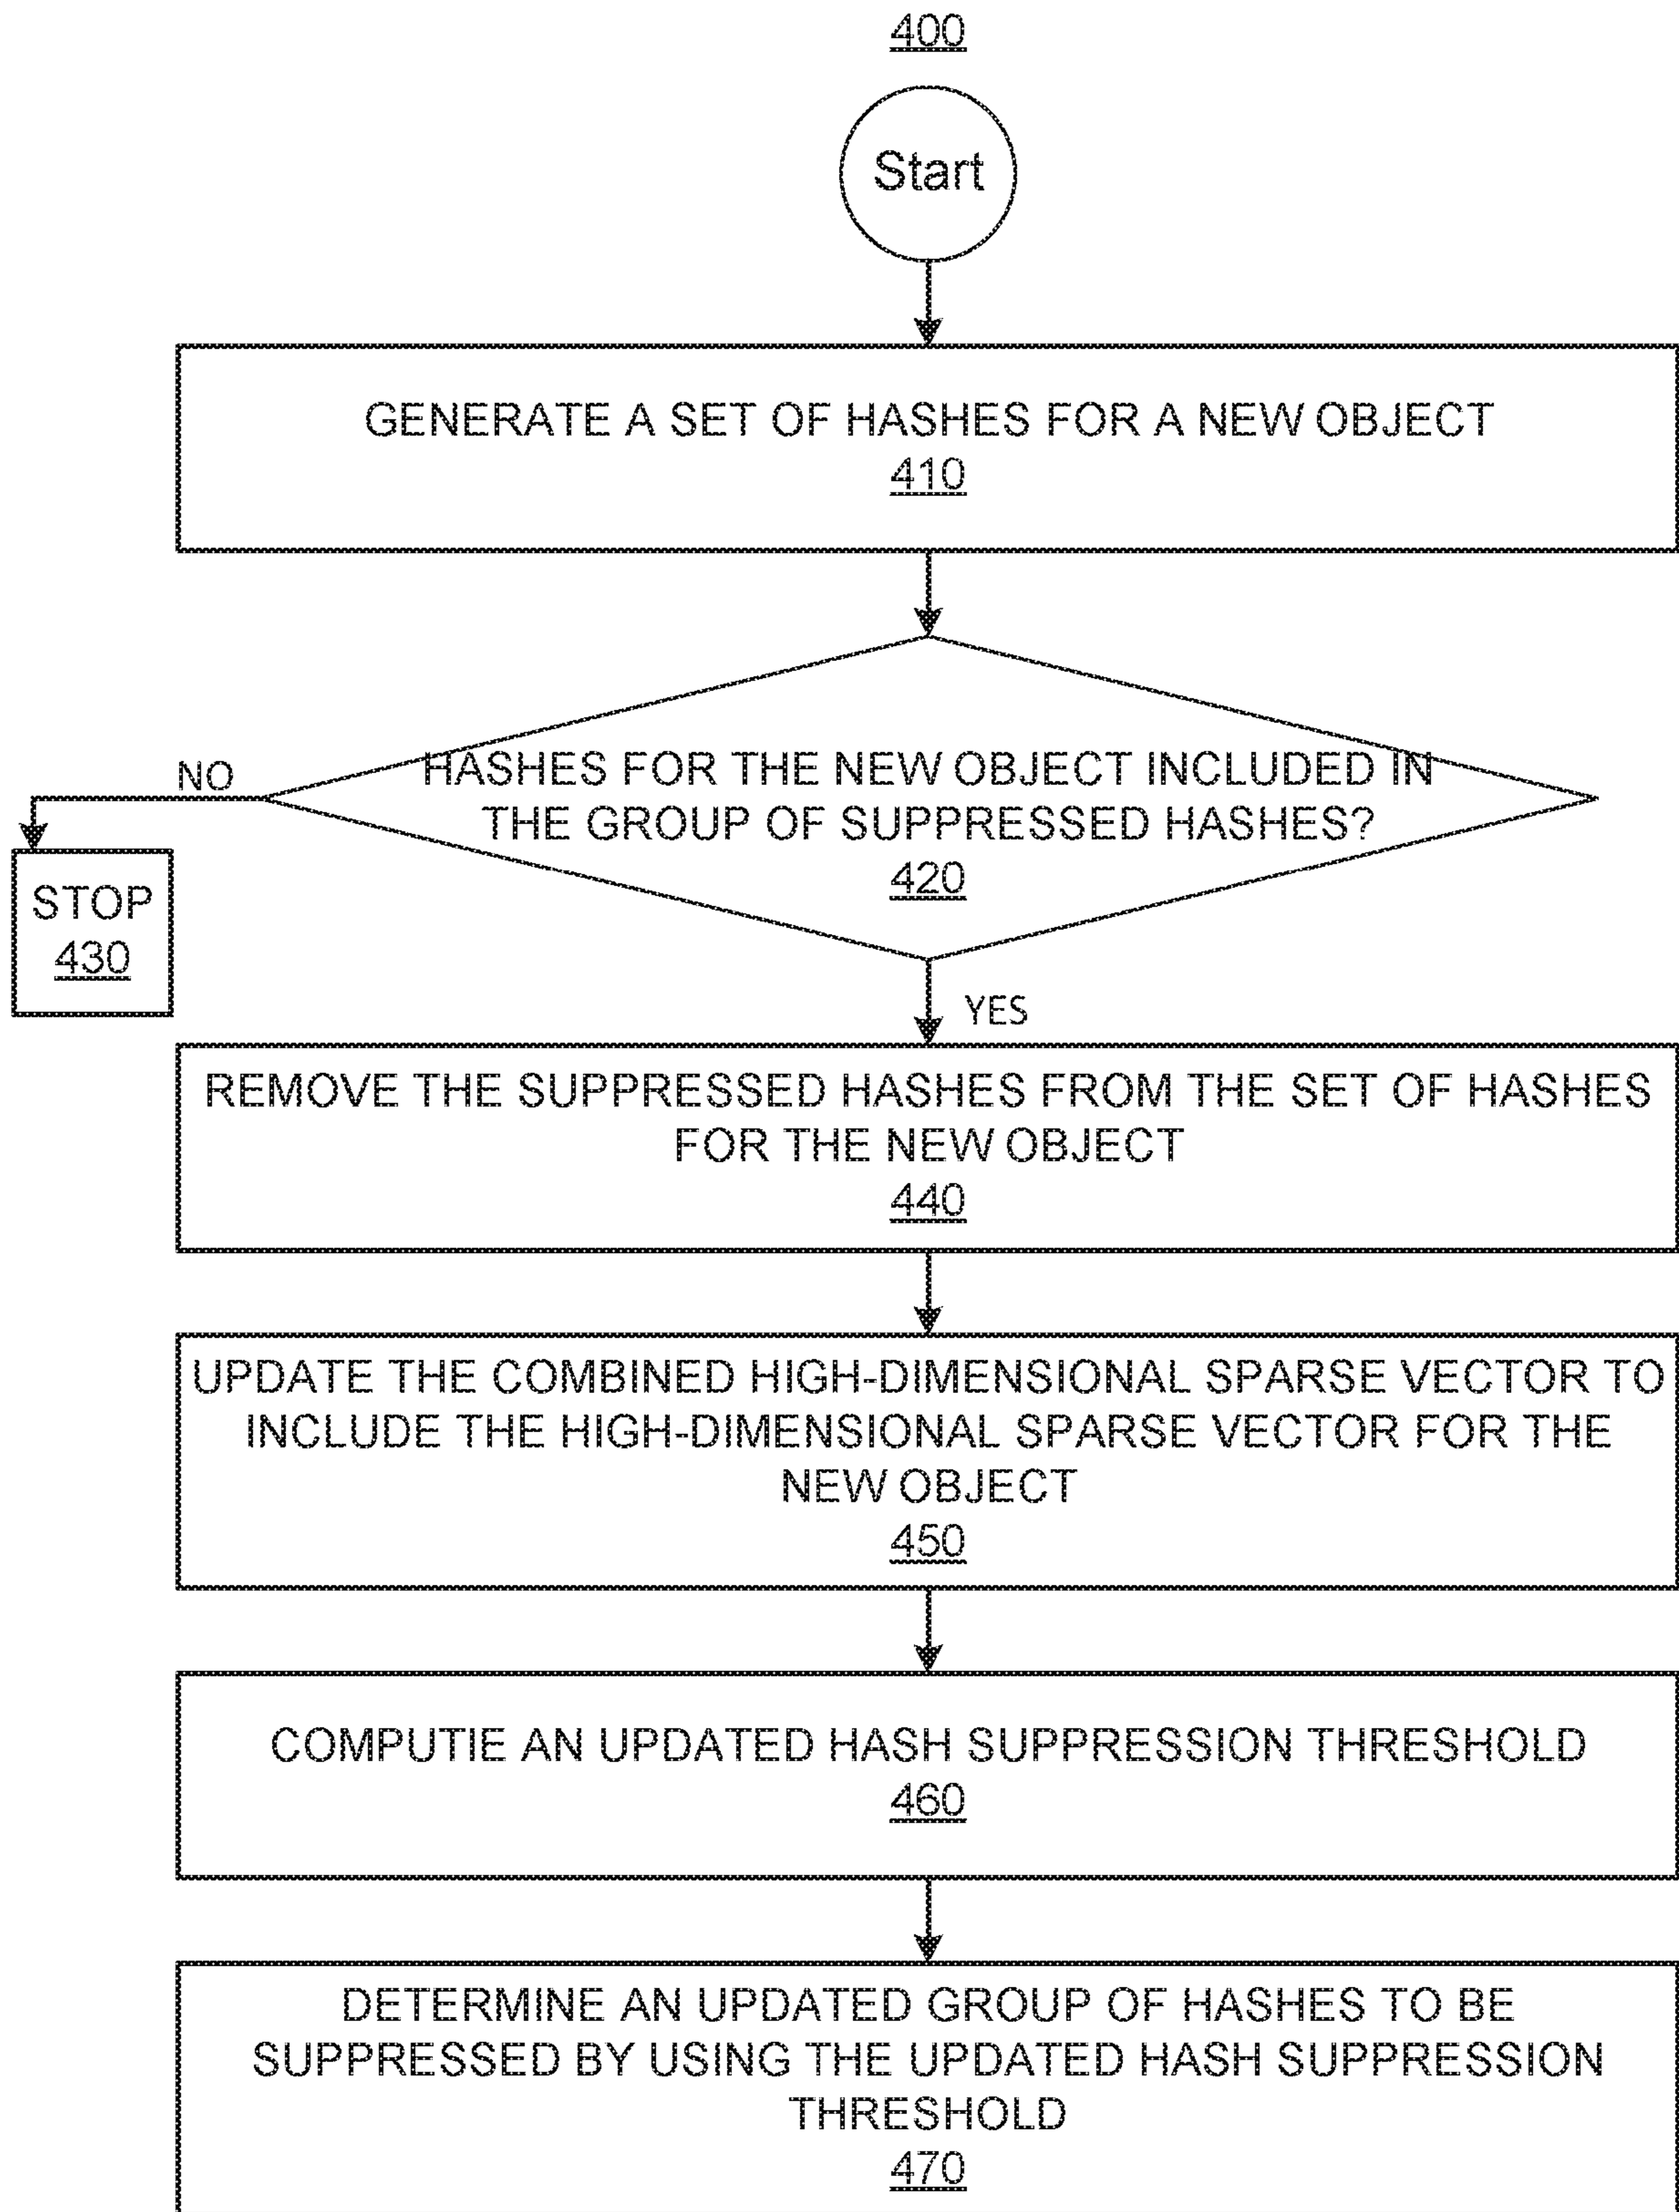 400
Start
GENERATE A SET OF HASHES FOR A NEW OBJECT
410
HASHES FOR THE NEW OBJECT INCLUDED IN
THE GROUP OF SUPPRESSED HASHES?
420
NO
STOP
430
YES
REMOVE THE SUPPRESSED HASHES FROM THE SET OF HASHES
FOR THE NEW OBJECT
440
UPDATE THE COMBINED HIGH-DIMENSIONAL SPARSE VECTOR TO
INCLUDE THE HIGH-DIMENSIONAL SPARSE VECTOR FOR THE
NEW OBJECT
450
COMPUTIE AN UPDATED HASH SUPPRESSION THRESHOLD
460
DETERMINE AN UPDATED GROUP OF HASHES TO BE
SUPPRESSED BY USING THE UPDATED HASH SUPPRESSION
THRESHOLD
470